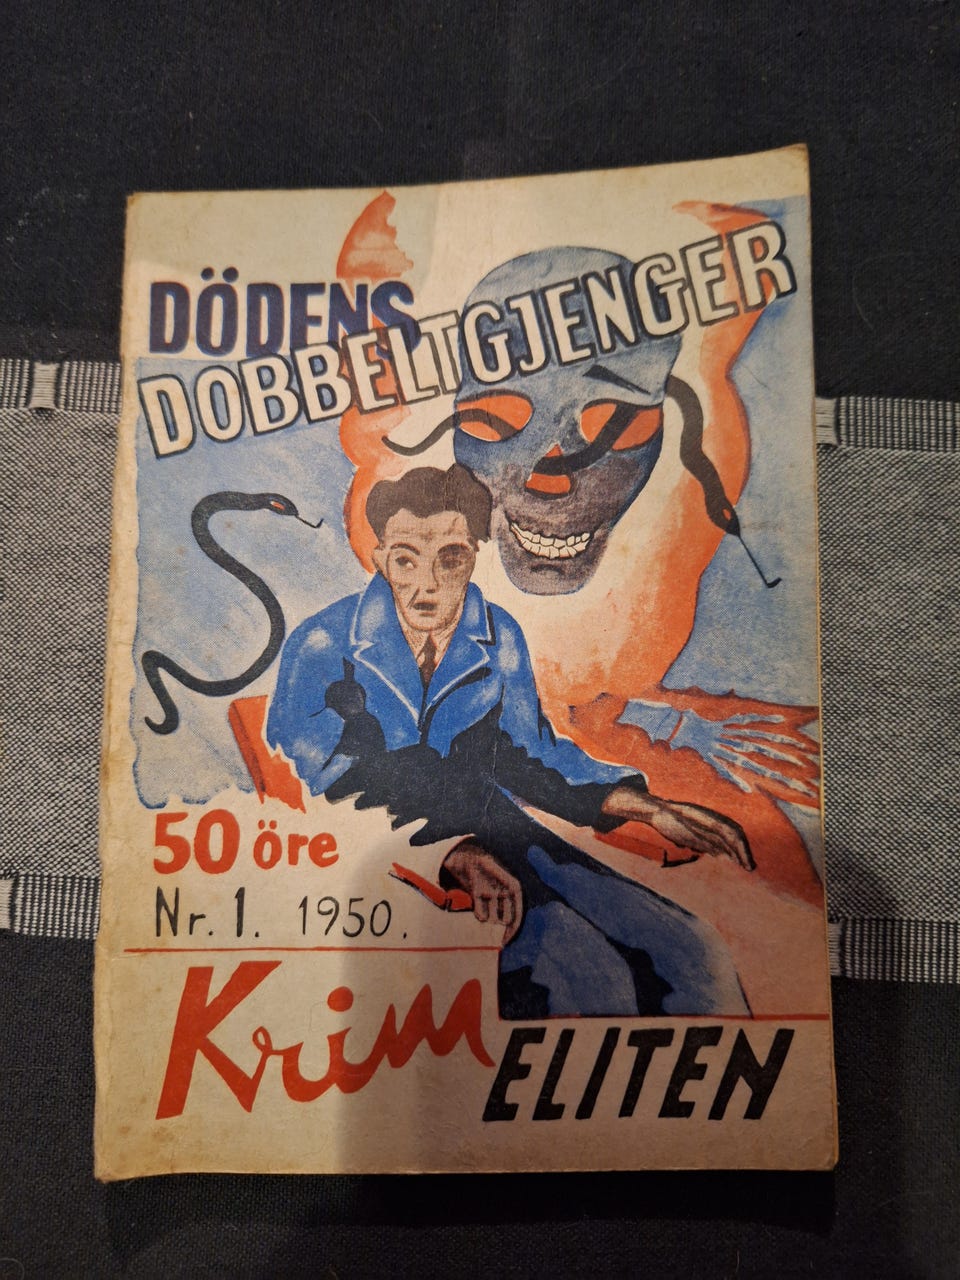 DÖDENS
DOBBELTGJENGER
50 öre
Nr. 1. 1950.
Krim
ELITEN